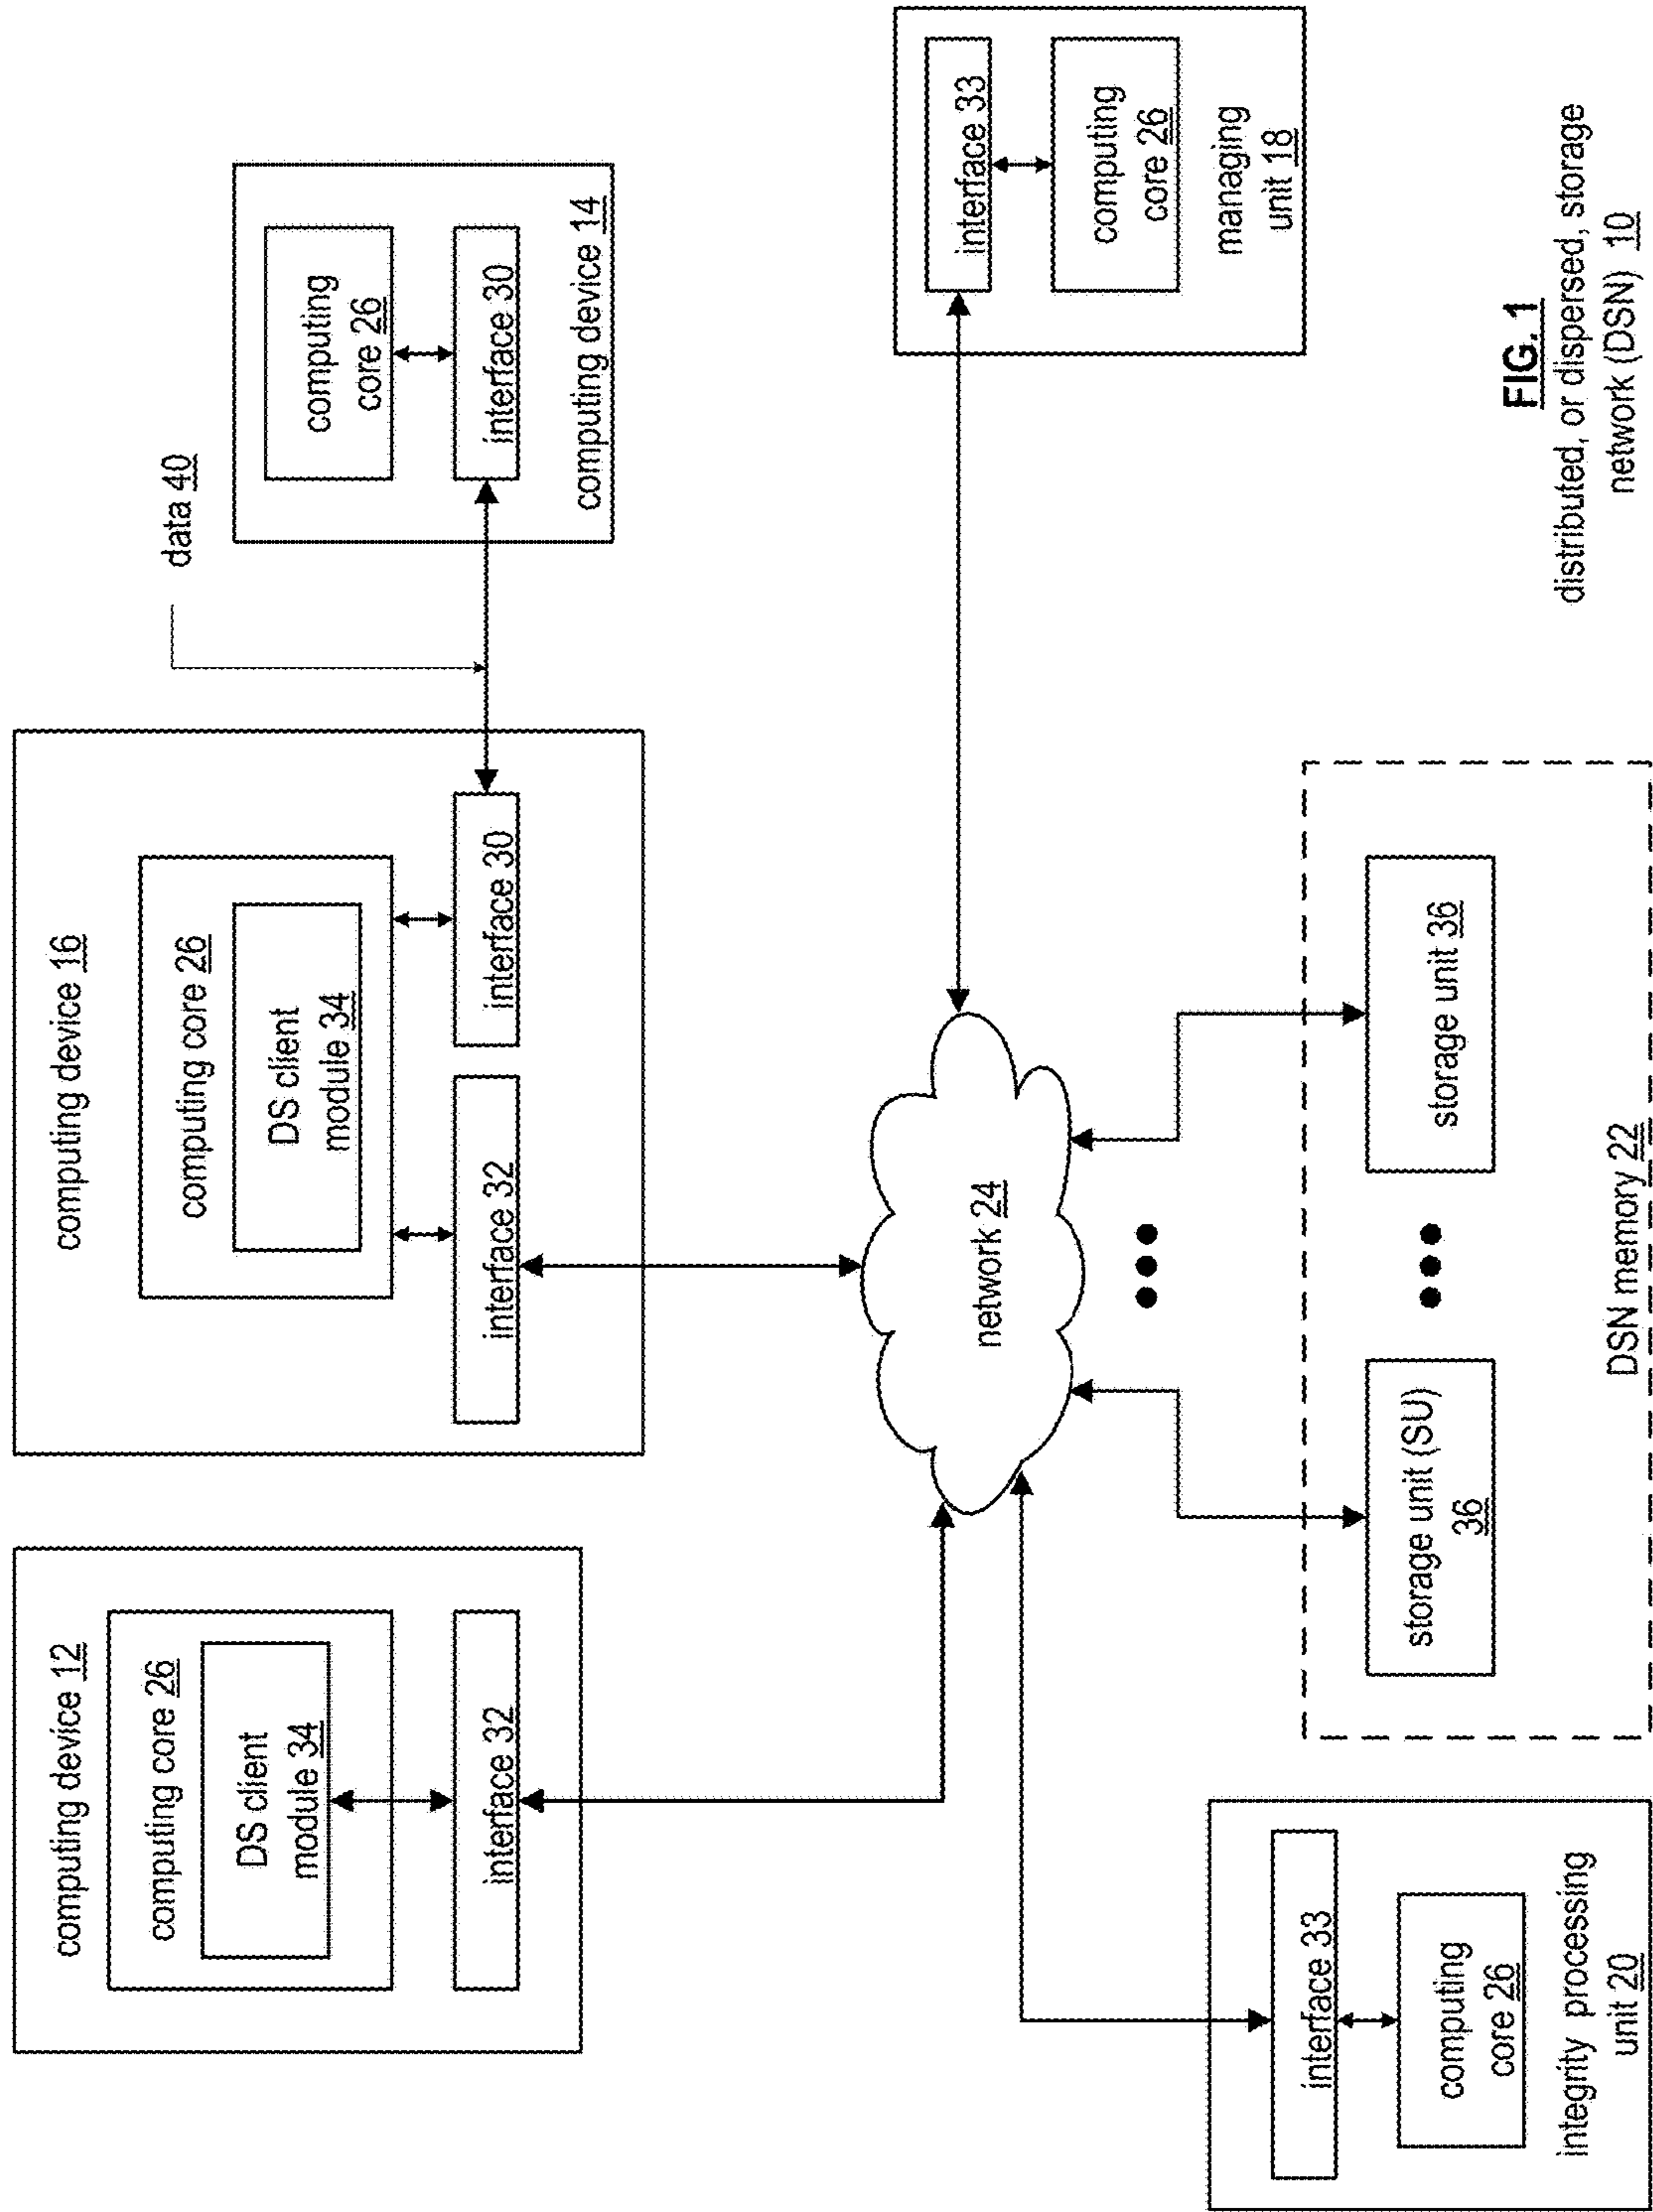 computing device 12
computing core 26
DS client
module 34
interface 32
computing device 16
computing core 26
DS client
module 34
interface 32
interface 30
data 40
computing
core 26
interface 30
computing device 14
network 24
interface 33
computing
core 26
managing
unit 18
interface 33
computing
core 26
integrity processing
unit 20
storage unit (SU)
36
storage unit 36
DSN memory 22
FIG. 1
distributed, or dispersed, storage
network (DSN) 10